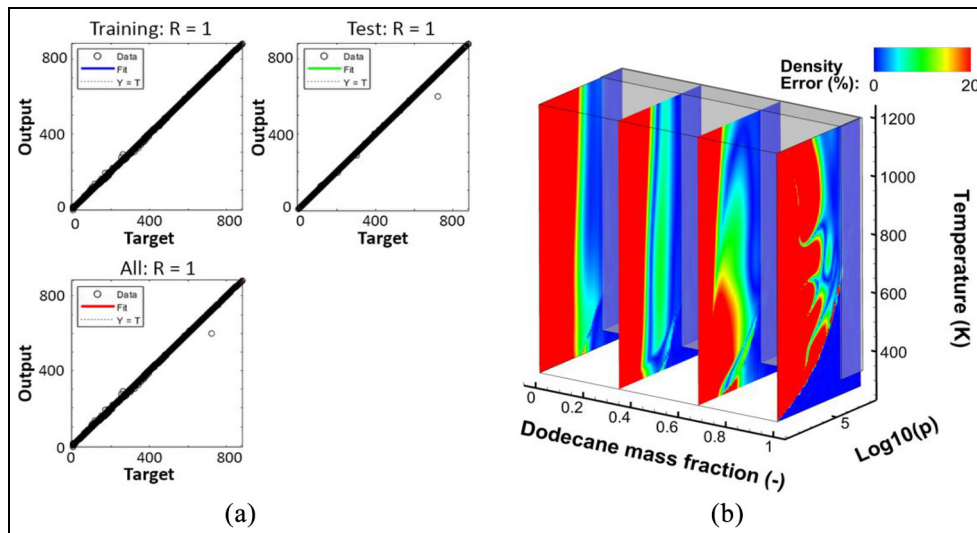 Training: R = 1
800
400
0
Output
Data
Fit
Y = T
0
400
800
Target
Test: R = 1
800
400
0
Output
Data
Fit
Y = T
0
400
800
Target
All: R = 1
800
400
0
Output
Data
Fit
Y = T
0
400
800
Target
(a)
Density
Error (%):
0
20
1200
1000
800
600
400
Temperature (K)
0
0.2
0.4
0.6
0.8
1
Dodecane mass fraction (-)
5
Log10(p)
(b)